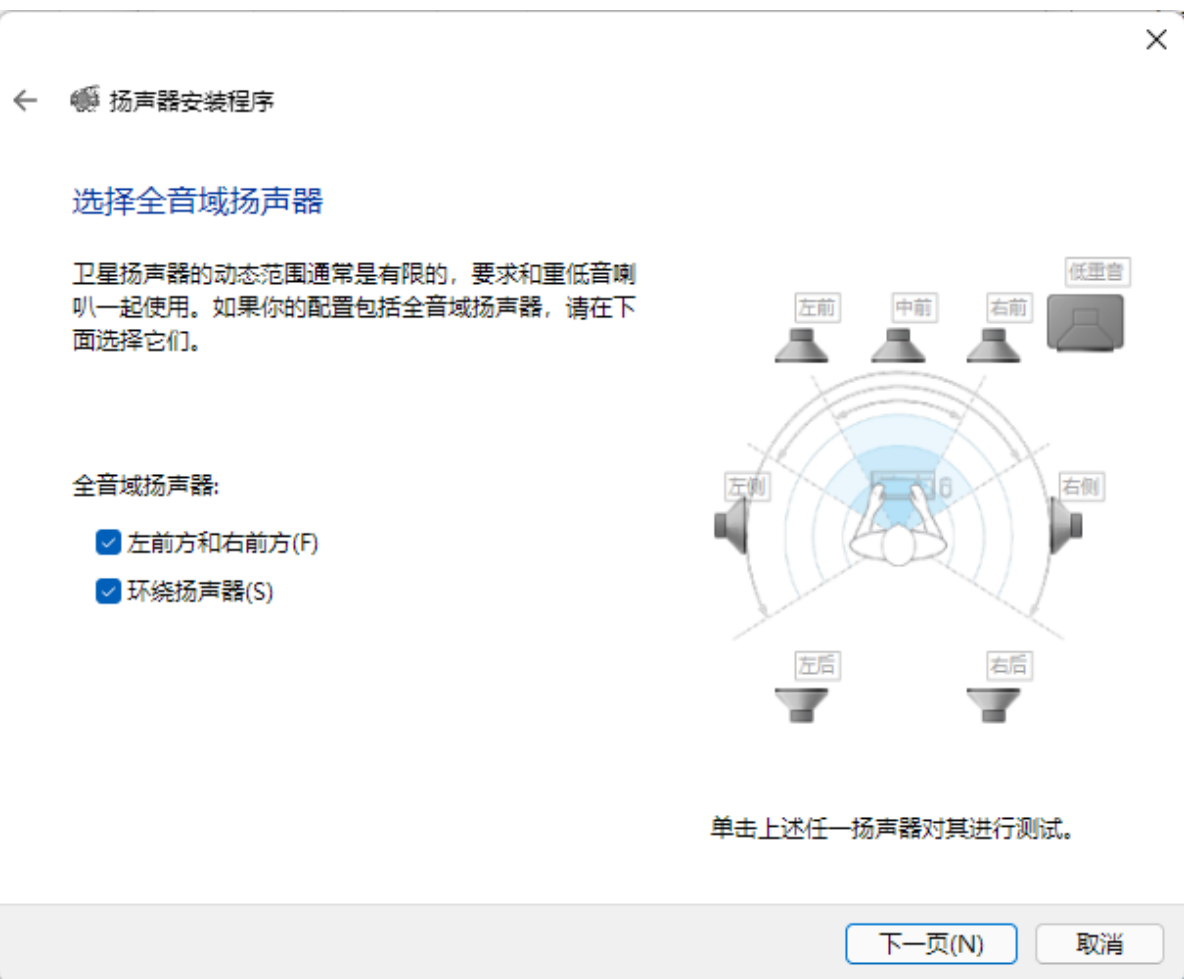 扬声器安装程序
选择全音域扬声器
卫星扬声器的动态范围通常是有限的，要求和重低音喇
叭一起使用。如果你的配置包括全音域扬声器，请在下
面选择它们。
全音域扬声器:
左前方和右前方(F)
环绕扬声器(S)
低重音
左前
中前
右前
左侧
右侧
左后
右后
单击上述任一扬声器对其进行测试。
下一页(N)
取消